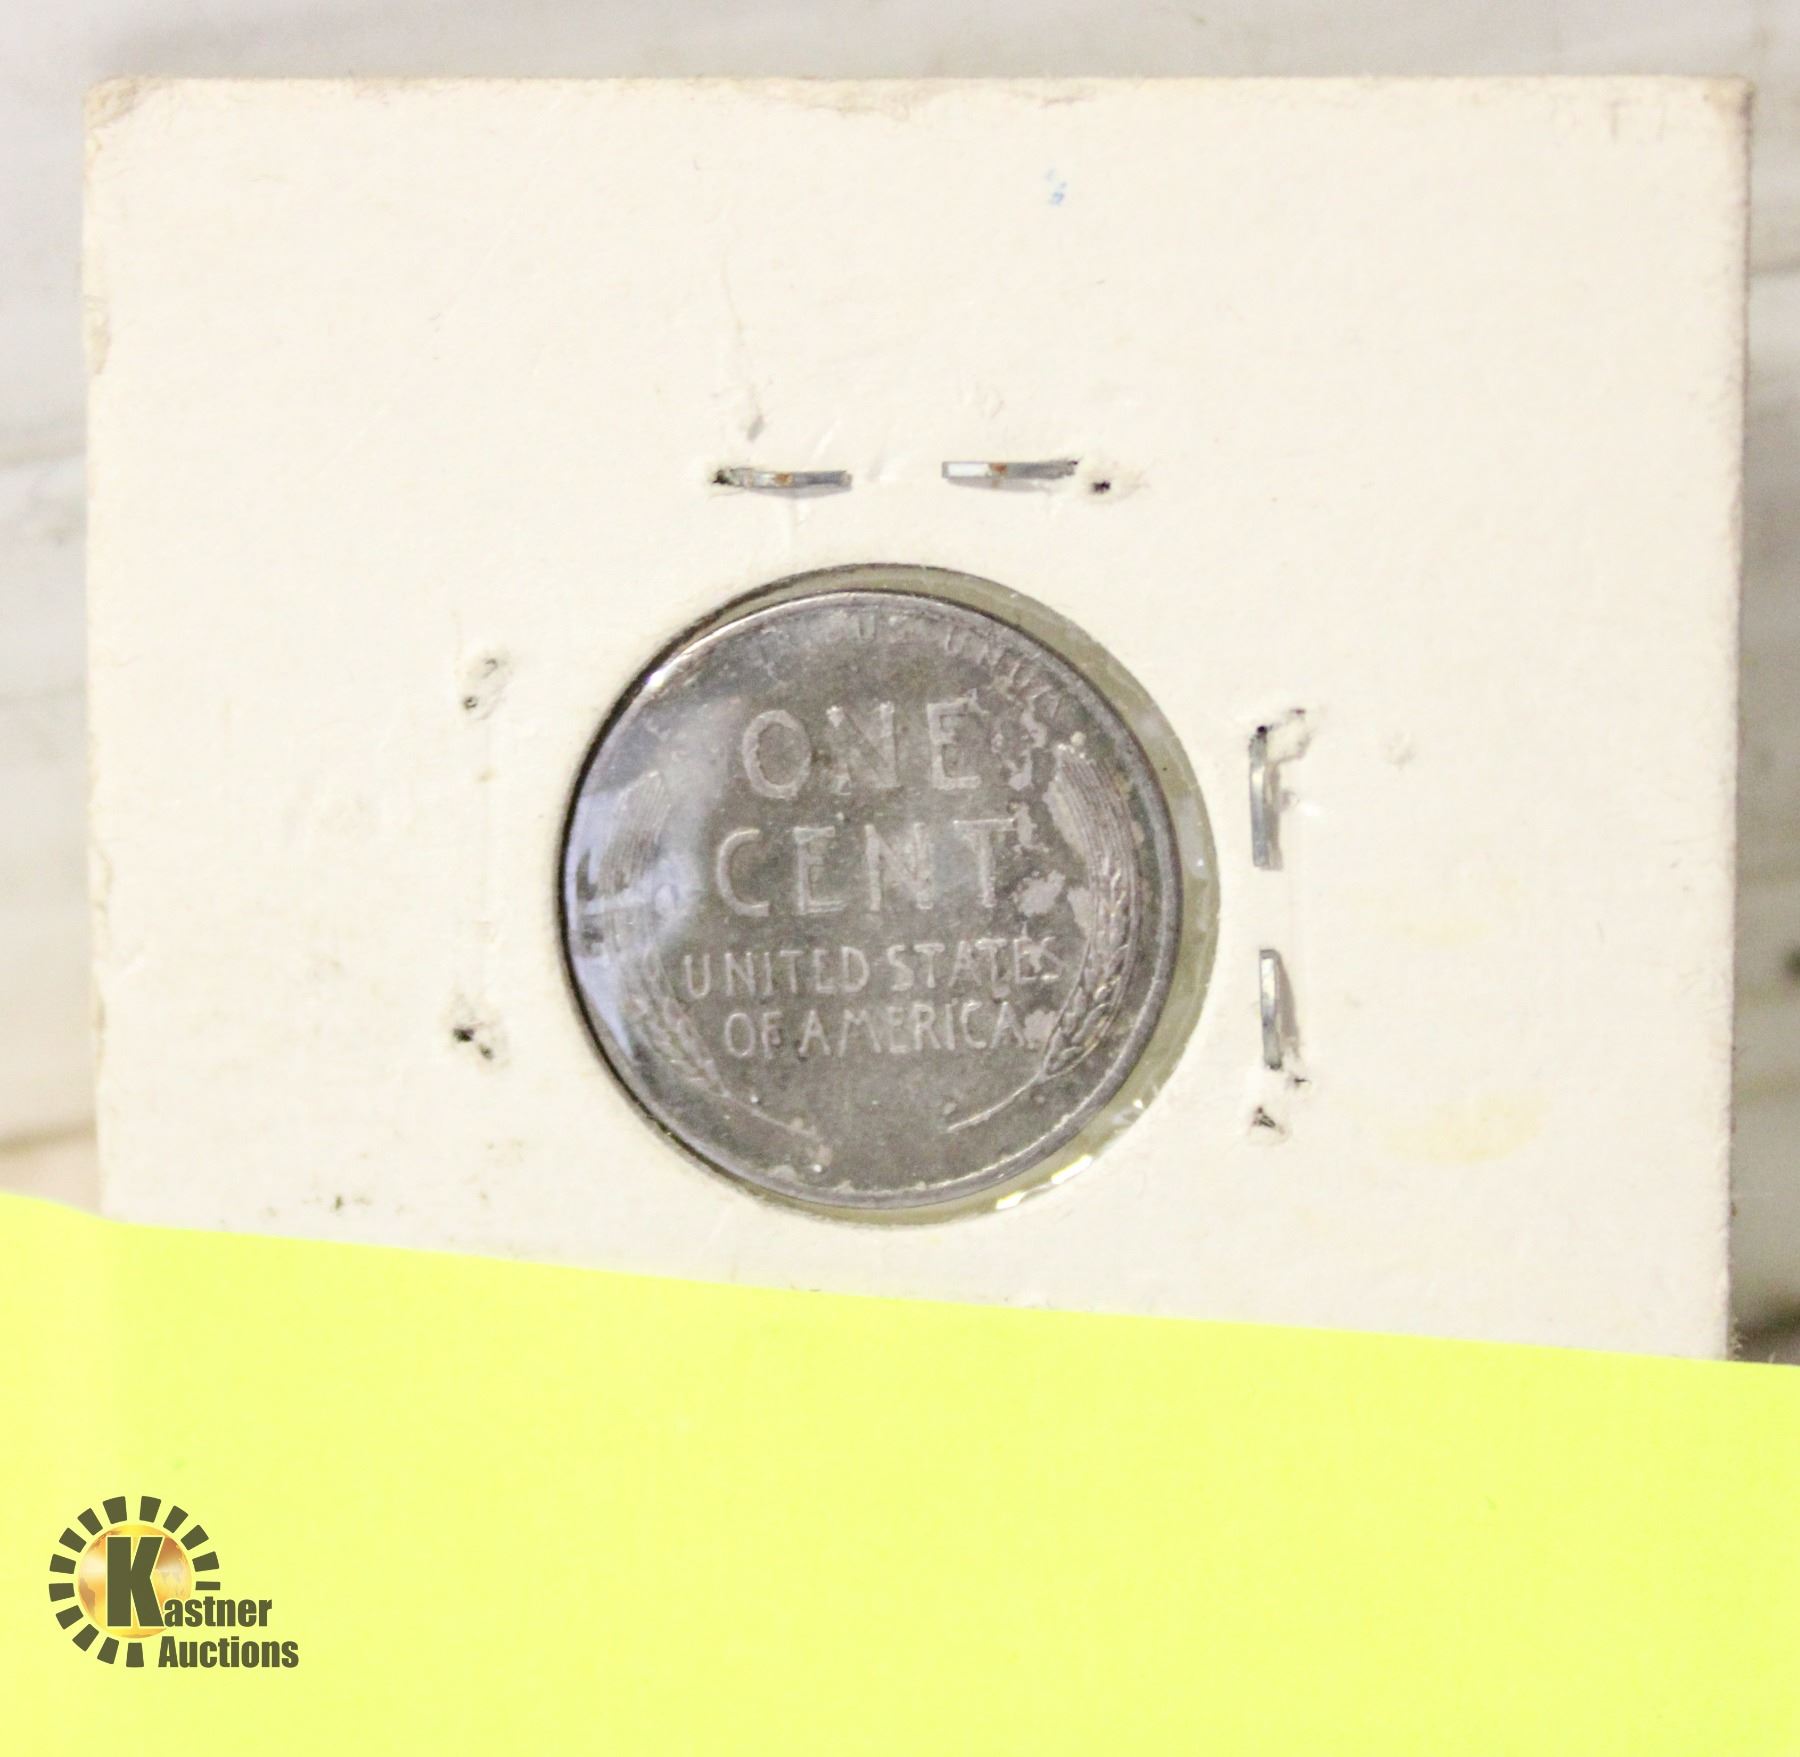 ONE
CENT
UNITED STATES
OF AMERICA
Kastner
Auctions